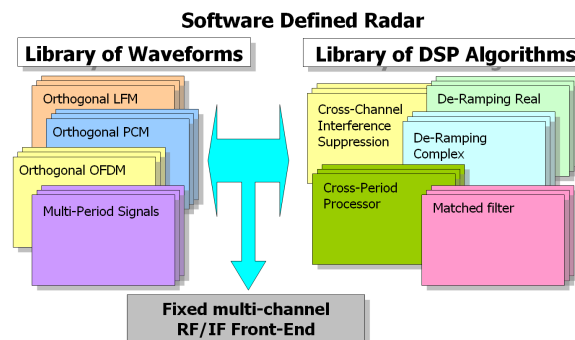 Software Defined Radar
Library of Waveforms
Library of DSP Algorithms
Orthogonal LFM
Orthogonal PCM
Orthogonal OFDM
Multi-Period Signals
Cross-Channel
Interference
Suppression
De-Ramping Real
De-Ramping
Complex
Cross-Period
Processor
Matched filter
Fixed multi-channel
RF/IF Front-End